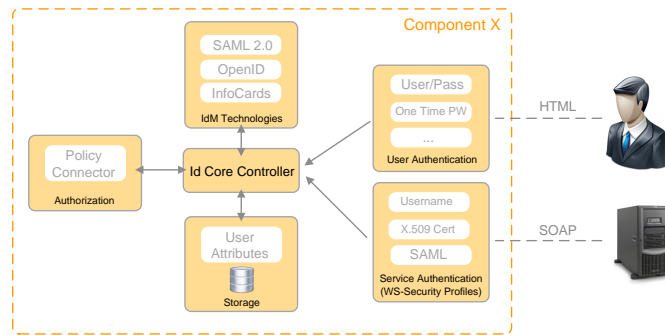 Component X
SAML 2.0
OpenID
InfoCards
IdM Technologies
User/Pass
One Time PW
...
User Authentication
HTML
Policy
Connector
Authorization
Id Core Controller
User
Attributes
Storage
Username
X.509 Cert
SAML
Service Authentication
(WS-Security Profiles)
SOAP